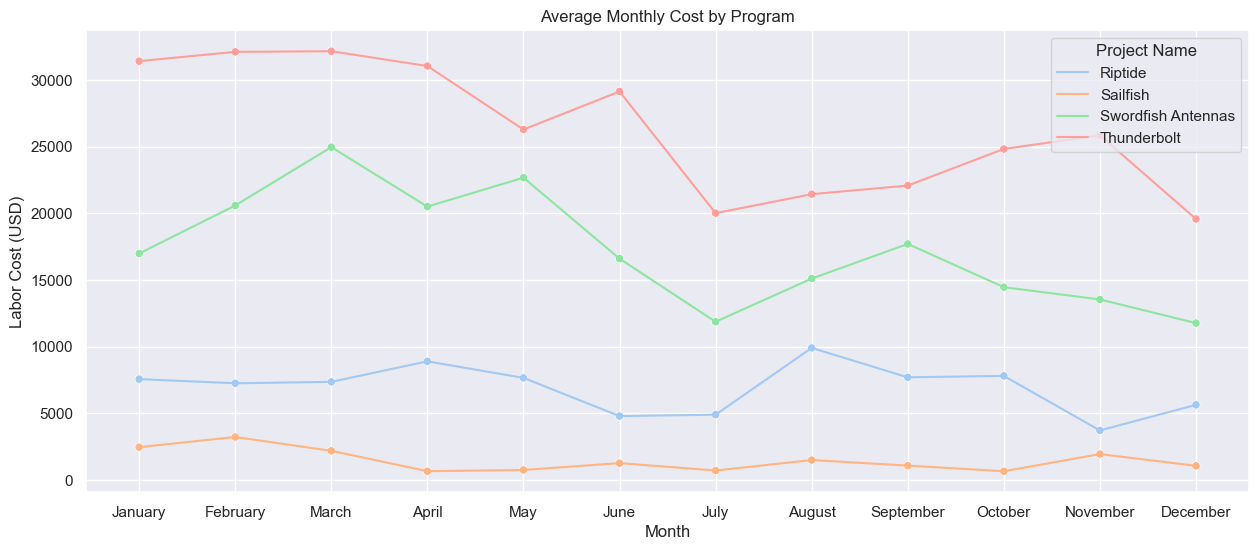 Average Monthly Cost by Program
Project Name
Riptide
Sailfish
Swordfish Antennas
Thunderbolt
Labor Cost (USD)
30000
25000
20000
15000
10000
5000
0
January February March April May June July August September October November December
Month